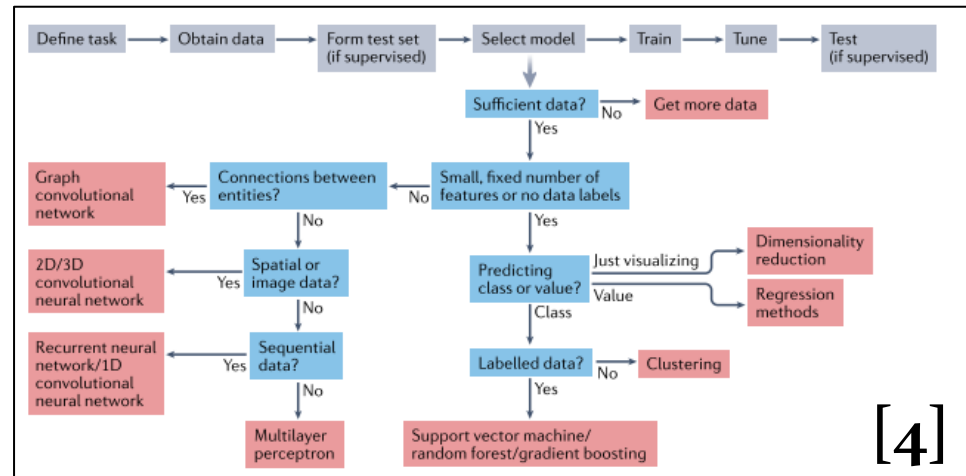 Define task
Obtain data
Form test set
(if supervised)
Select model
Train
Tune
Test
(if supervised)
Sufficient data?
No
Get more data
Yes
Graph
convolutional
network
Yes
Connections between
entities?
No
Small, fixed number of
features or no data labels
No
Yes
2D/3D
convolutional
neural network
Yes
Spatial or
image data?
No
Predicting
class or value?
Just visualizing
Dimensionality
reduction
Value
Regression
methods
Class
Recurrent neural
network/1D
convolutional
neural network
Yes
Sequential
data?
No
Labelled data?
No
Clustering
Yes
Multilayer
perceptron
Support vector machine/
random forest/gradient boosting
[4]